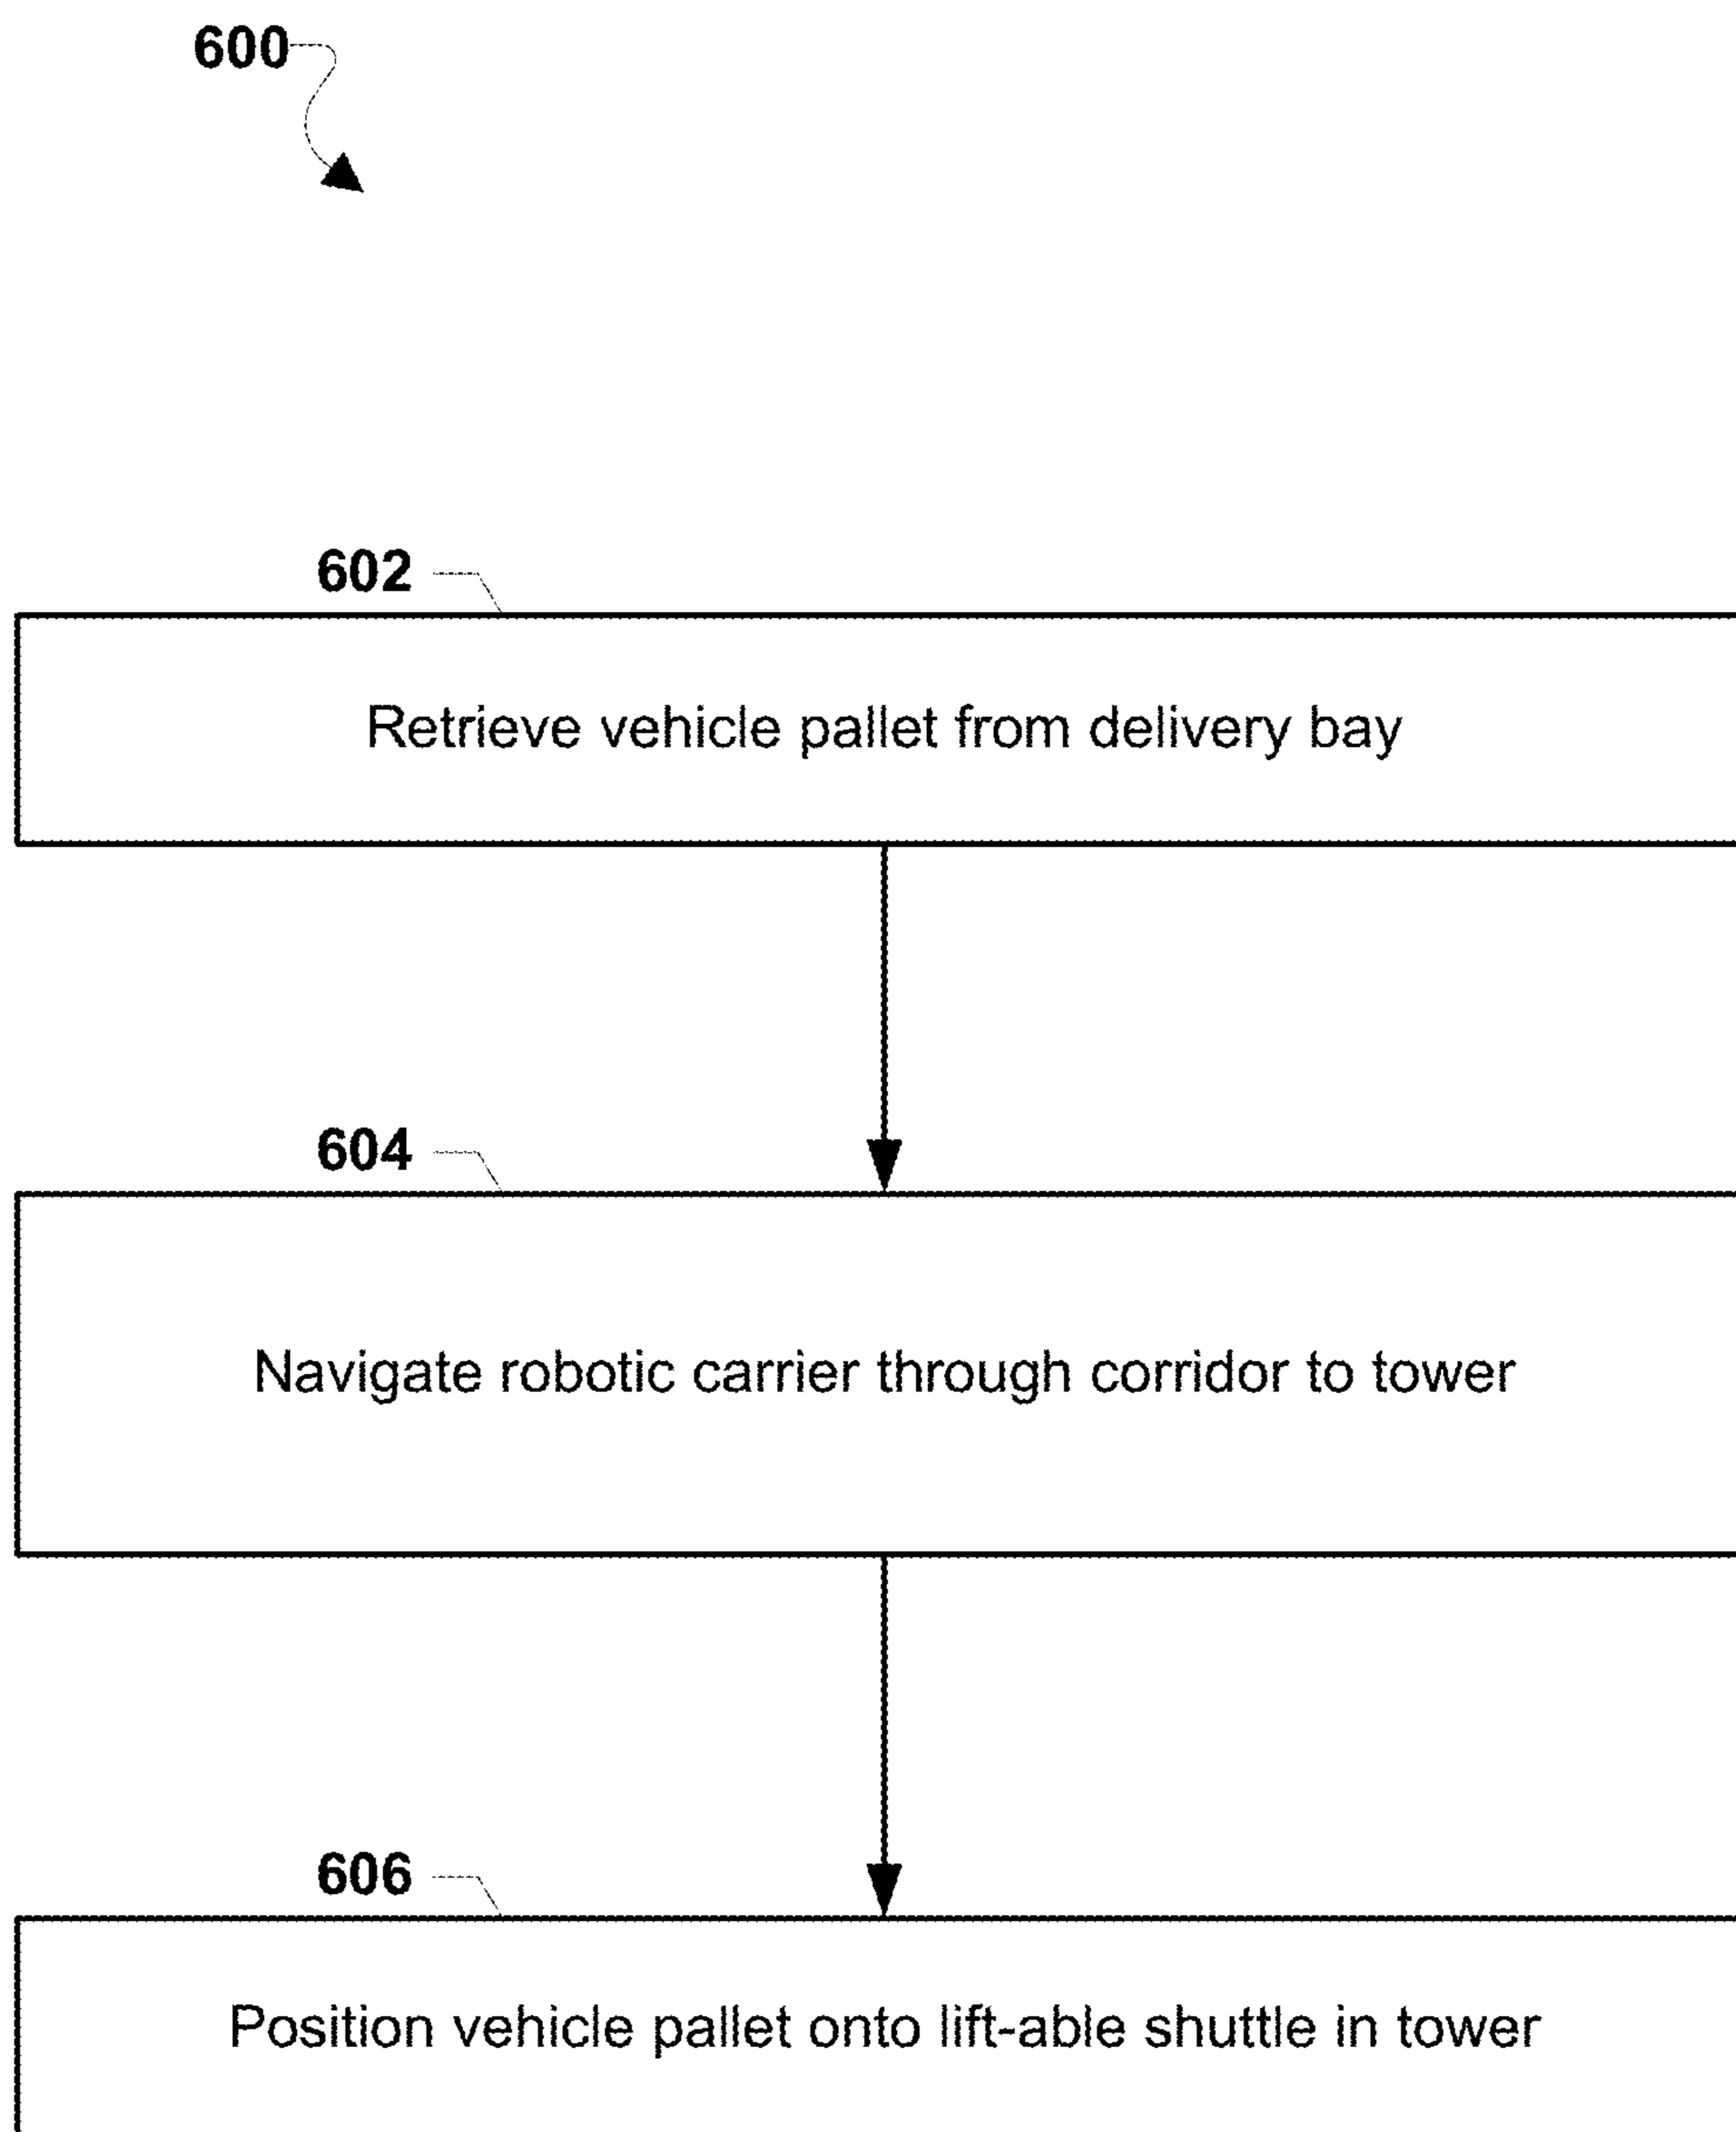 600
602
Retrieve vehicle pallet from delivery bay
604
Navigate robotic carrier through corridor to tower
606
Position vehicle pallet onto lift-able shuttle in tower